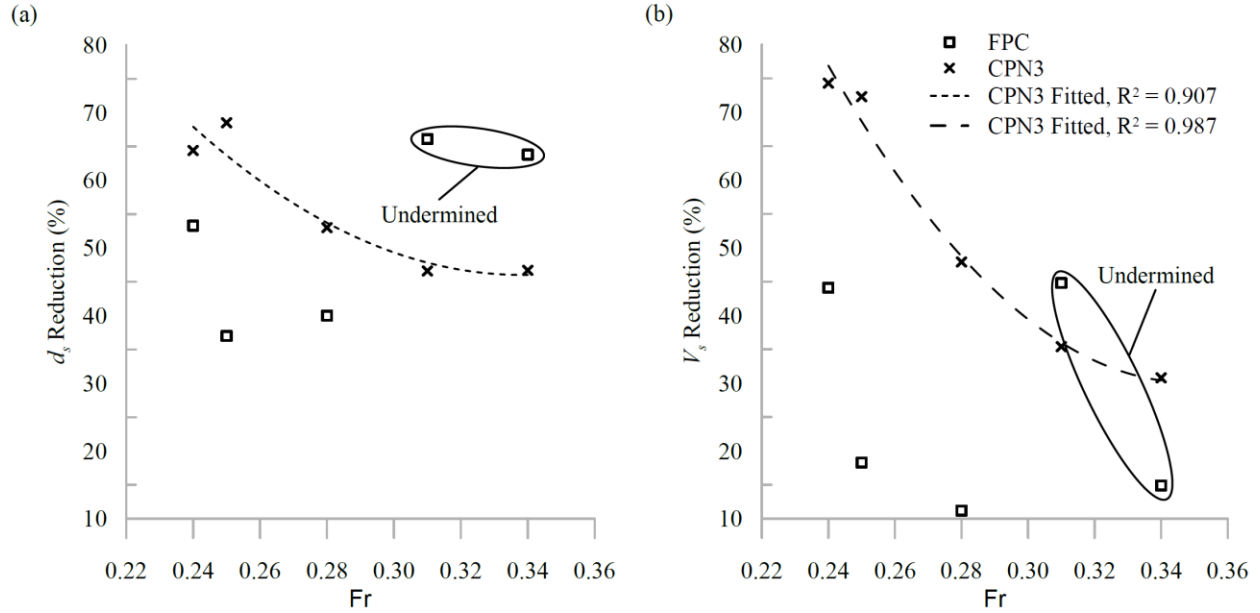 (a)
80
70
60
50
40
30
20
10
d_s Reduction (%)
Undermined
0.22 0.24 0.26 0.28 0.30 0.32 0.34 0.36
Fr
(b)
80
70
60
50
40
30
20
10
V_s Reduction (%)
FPC
CPN3
CPN3 Fitted, R² = 0.907
CPN3 Fitted, R² = 0.987
Undermined
0.22 0.24 0.26 0.28 0.30 0.32 0.34 0.36
Fr